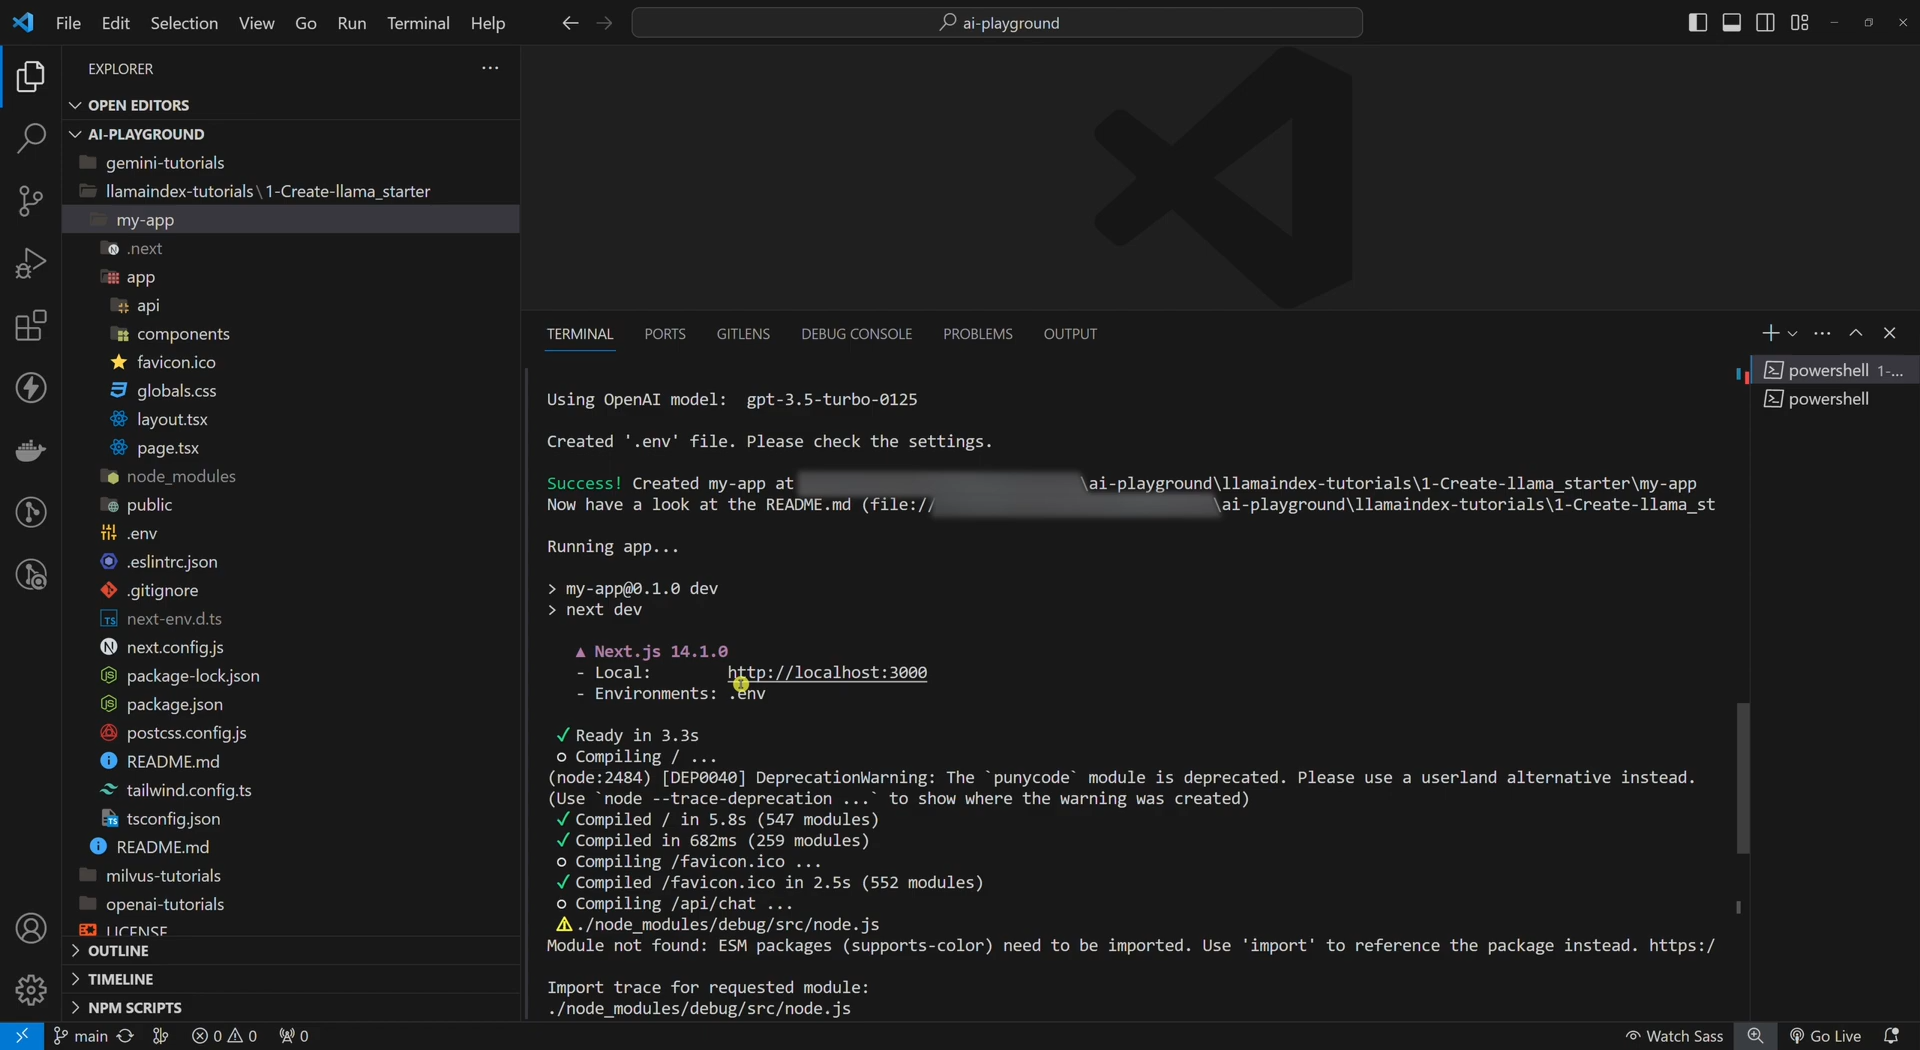 File Edit Selection View Go Run Terminal Help
ai-playground
EXPLORER
OPEN EDITORS
AI-PLAYGROUND
gemini-tutorials
llamaindex-tutorials \ 1-Create-llama_starter
my-app
.next
app
api
components
favicon.ico
globals.css
layout.tsx
page.tsx
node_modules
public
.env
.eslintrc.json
.gitignore
next-env.d.ts
next.config.js
package-lock.json
package.json
postcss.config.js
README.md
tailwind.config.ts
tsconfig.json
README.md
milvus-tutorials
openai-tutorials
LICENSE
OUTLINE
TIMELINE
NPM SCRIPTS
TERMINAL PORTS GITLENS DEBUG CONSOLE PROBLEMS OUTPUT
powershell 1-...
powershell
Using OpenAI model: gpt-3.5-turbo-0125
Created '.env' file. Please check the settings.
Success! Created my-app at \ai-playground\llamaindex-tutorials\1-Create-llama_starter\my-app
Now have a look at the README.md (file:// \ai-playground\llamaindex-tutorials\1-Create-llama_st
Running app...
> my-app@0.1.0 dev
> next dev
▲ Next.js 14.1.0
- Local: http://localhost:3000
- Environments: .env
✓ Ready in 3.3s
○ Compiling / ...
(node:2484) [DEP0040] DeprecationWarning: The `punycode` module is deprecated. Please use a userland alternative instead.
(Use `node --trace-deprecation ...` to show where the warning was created)
✓ Compiled / in 5.8s (547 modules)
✓ Compiled in 682ms (259 modules)
○ Compiling /favicon.ico ...
✓ Compiled /favicon.ico in 2.5s (552 modules)
○ Compiling /api/chat ...
⚠ ./node_modules/debug/src/node.js
Module not found: ESM packages (supports-color) need to be imported. Use 'import' to reference the package instead. https:/
Import trace for requested module:
./node_modules/debug/src/node.js
main 0 0 0 Watch Sass Go Live